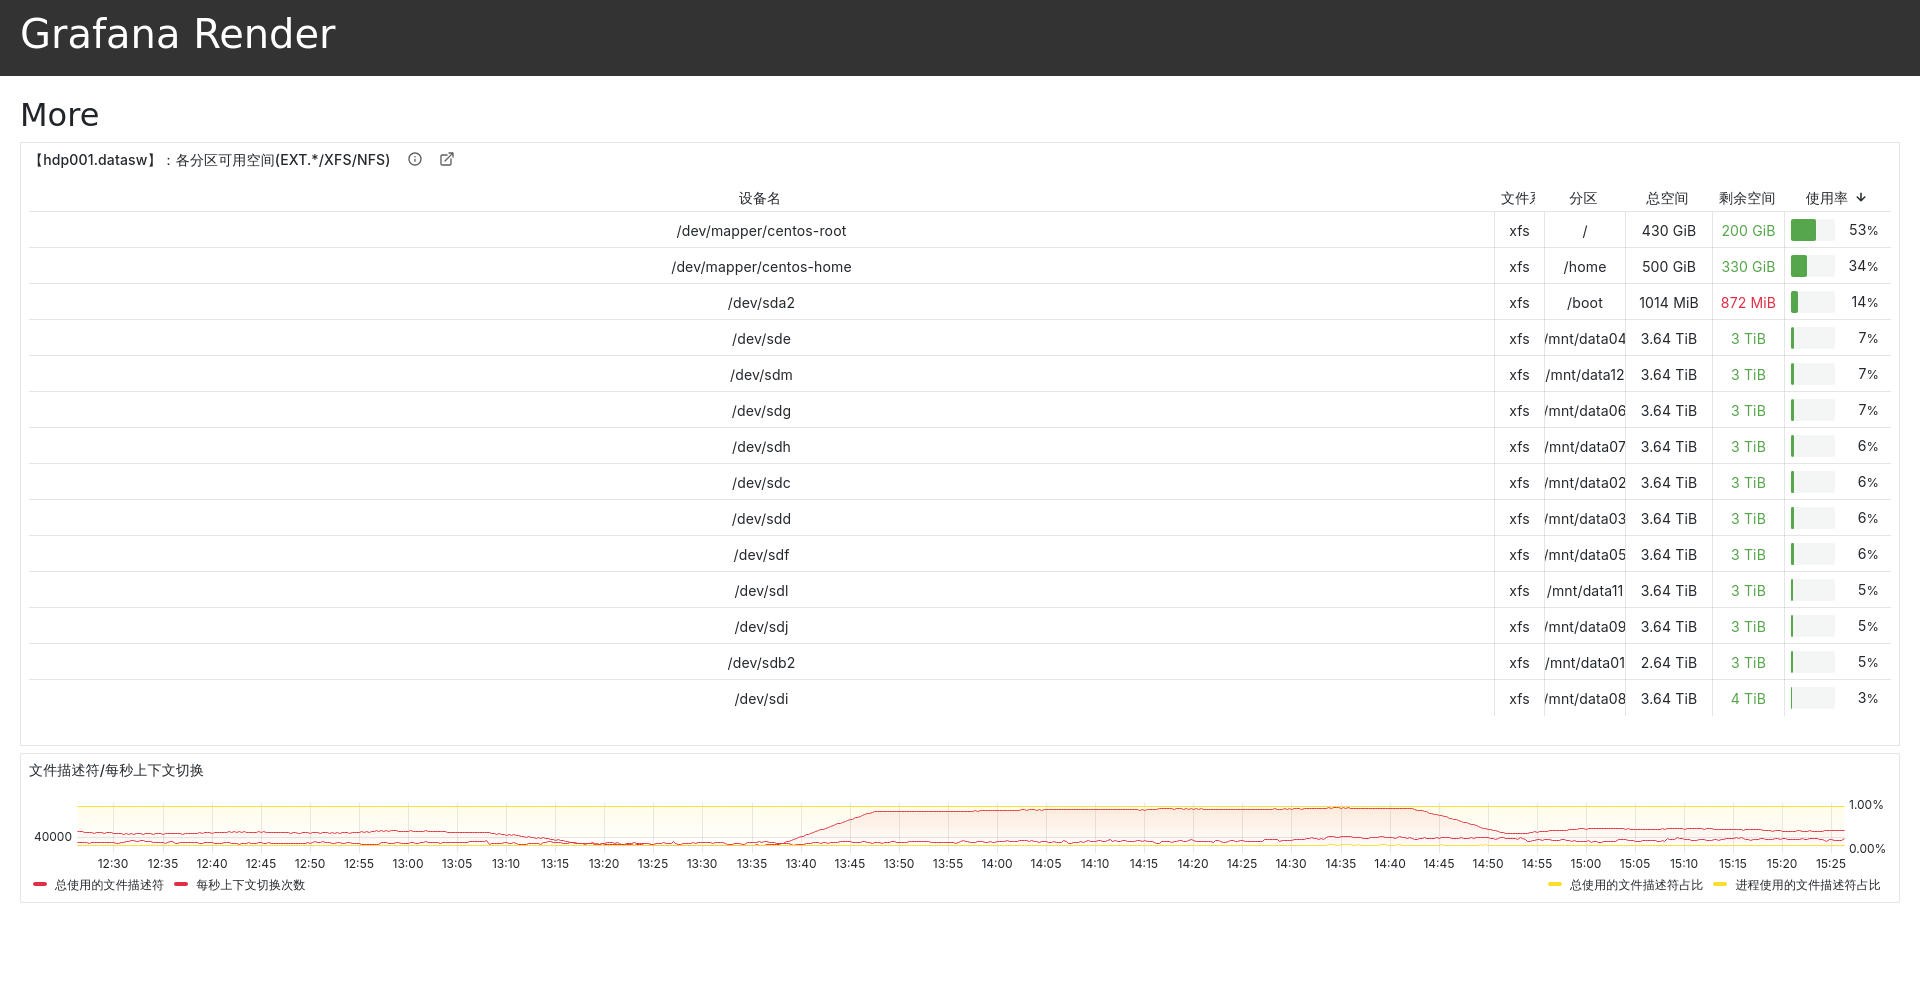 Grafana Render
More
【hdp001.datasw】：各分区可用空间(EXT.*/XFS/NFS)
设备名 文件系 分区 总空间 剩余空间 使用率
/dev/mapper/centos-root xfs / 430 GiB 200 GiB 53%
/dev/mapper/centos-home xfs /home 500 GiB 330 GiB 34%
/dev/sda2 xfs /boot 1014 MiB 872 MiB 14%
/dev/sde xfs /mnt/data04 3.64 TiB 3 TiB 7%
/dev/sdm xfs /mnt/data12 3.64 TiB 3 TiB 7%
/dev/sdg xfs /mnt/data06 3.64 TiB 3 TiB 7%
/dev/sdh xfs /mnt/data07 3.64 TiB 3 TiB 6%
/dev/sdc xfs /mnt/data02 3.64 TiB 3 TiB 6%
/dev/sdd xfs /mnt/data03 3.64 TiB 3 TiB 6%
/dev/sdf xfs /mnt/data05 3.64 TiB 3 TiB 6%
/dev/sdl xfs /mnt/data11 3.64 TiB 3 TiB 5%
/dev/sdj xfs /mnt/data09 3.64 TiB 3 TiB 5%
/dev/sdb2 xfs /mnt/data01 2.64 TiB 3 TiB 5%
/dev/sdi xfs /mnt/data08 3.64 TiB 4 TiB 3%
文件描述符/每秒上下文切换
1.00%
40000
0.00%
12:30 12:35 12:40 12:45 12:50 12:55 13:00 13:05 13:10 13:15 13:20 13:25 13:30 13:35 13:40 13:45 13:50 13:55 14:00 14:05 14:10 14:15 14:20 14:25 14:30 14:35 14:40 14:45 14:50 14:55 15:00 15:05 15:10 15:15 15:20 15:25
总使用的文件描述符 每秒上下文切换次数 总使用的文件描述符占比 进程使用的文件描述符占比